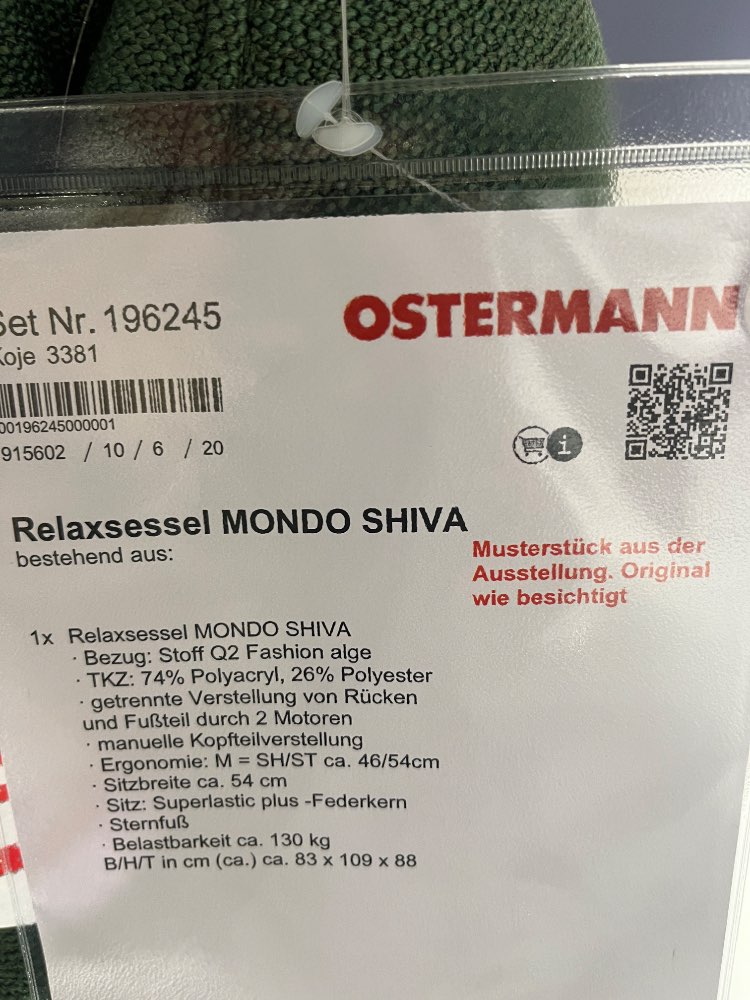 Set Nr. 196245
OSTERMANN
Koje 3381
00196245000001
915602 / 10 / 6 / 20
i
Relaxsessel MONDO SHIVA
bestehend aus:
Musterstück aus der
Ausstellung. Original
wie besichtigt
1x Relaxsessel MONDO SHIVA
· Bezug: Stoff Q2 Fashion alge
· TKZ: 74% Polyacryl, 26% Polyester
· getrennte Verstellung von Rücken
und Fußteil durch 2 Motoren
· manuelle Kopfteilverstellung
· Ergonomie: M = SH/ST ca. 46/54cm
· Sitzbreite ca. 54 cm
· Sitz: Superlastic plus -Federkern
· Sternfuß
· Belastbarkeit ca. 130 kg
B/H/T in cm (ca.) ca. 83 x 109 x 88